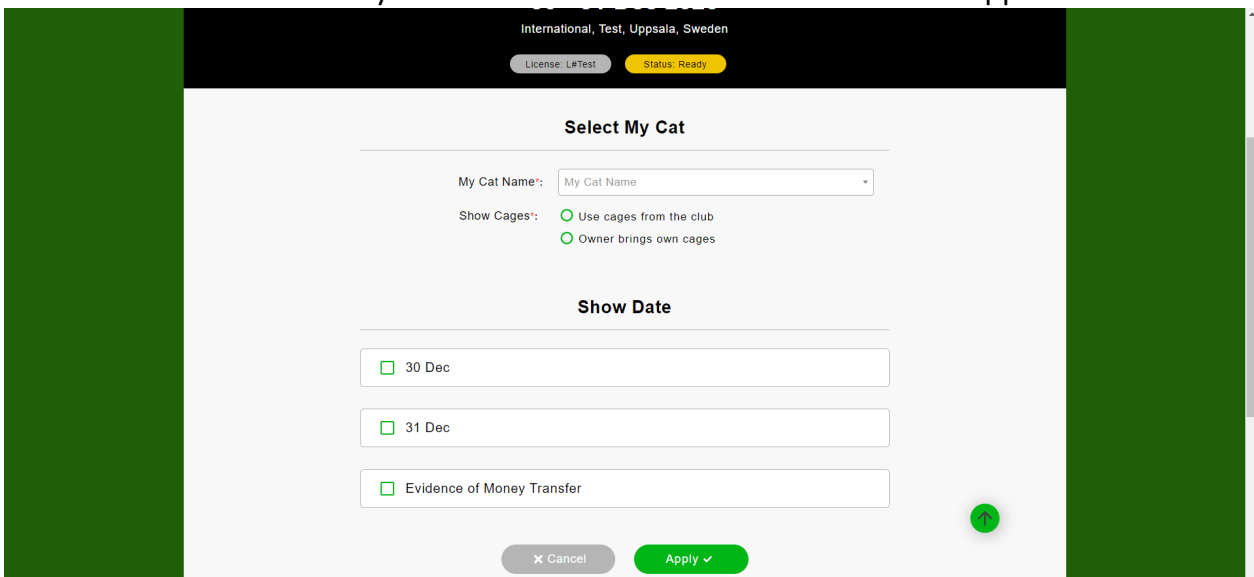 International, Test, Uppsala, Sweden
License: L#Test Status: Ready
Select My Cat
My Cat Name*: My Cat Name
Show Cages*: Use cages from the club
Owner brings own cages
Show Date
30 Dec
31 Dec
Evidence of Money Transfer
Cancel Apply